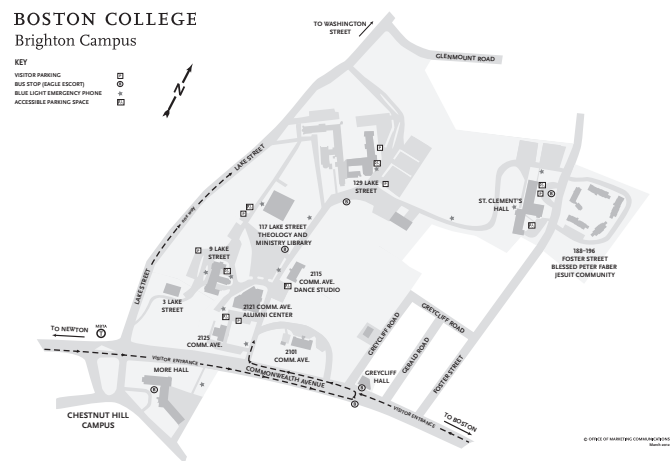 BOSTON COLLEGE
Brighton Campus
KEY
VISITOR PARKING P
BUS STOP (EAGLE ESCORT) B
BLUE LIGHT EMERGENCY PHONE
ACCESSIBLE PARKING SPACE
N
TO WASHINGTON
STREET
GLENMOUNT ROAD
LAKE STREET
one way
LAKE STREET
129 LAKE
STREET
ST. CLEMENT'S
HALL
117 LAKE STREET
THEOLOGY AND
MINISTRY LIBRARY
188-196
FOSTER STREET
BLESSED PETER FABER
JESUIT COMMUNITY
9 LAKE
STREET
2115
COMM. AVE.
DANCE STUDIO
3 LAKE
STREET
2121 COMM. AVE.
ALUMNI CENTER
2125
COMM. AVE.
2101
COMM. AVE.
GREYCLIFF ROAD
GREYCLIFF ROAD
GERALD ROAD
FOSTER STREET
TO NEWTON
MBTA
T
VISITOR ENTRANCE
MORE HALL
COMMONWEALTH AVENUE
GREYCLIFF
HALL
VISITOR ENTRANCE
TO BOSTON
CHESTNUT HILL
CAMPUS
© OFFICE OF MARKETING COMMUNICATIONS